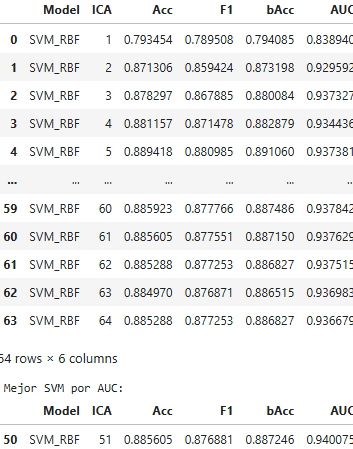 Model ICA Acc F1 bAcc AUC
0 SVM_RBF 1 0.793454 0.789508 0.794085 0.838940
1 SVM_RBF 2 0.871306 0.859424 0.873198 0.929592
2 SVM_RBF 3 0.878297 0.867885 0.880084 0.937327
3 SVM_RBF 4 0.881157 0.871478 0.882879 0.934436
4 SVM_RBF 5 0.889418 0.880985 0.891060 0.937381
... ... ... ... ... ... ..
59 SVM_RBF 60 0.885923 0.877766 0.887486 0.937842
60 SVM_RBF 61 0.885605 0.877551 0.887150 0.937629
61 SVM_RBF 62 0.885288 0.877253 0.886827 0.937515
62 SVM_RBF 63 0.884970 0.876871 0.886515 0.936983
63 SVM_RBF 64 0.885288 0.877253 0.886827 0.936679
64 rows × 6 columns
Mejor SVM por AUC:
Model ICA Acc F1 bAcc AUC
50 SVM_RBF 51 0.885605 0.876881 0.887246 0.940075